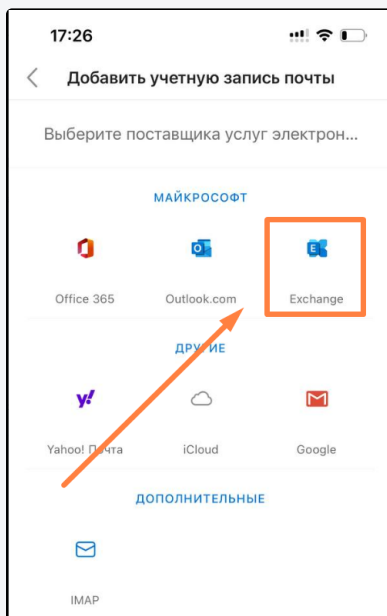 17:26
Добавить учетную запись почты
Выберите поставщика услуг электрон...
МАЙКРОСОФТ
Office 365 Outlook.com Exchange
ДРУГИЕ
Yahoo! Почта iCloud Google
ДОПОЛНИТЕЛЬНЫЕ
IMAP